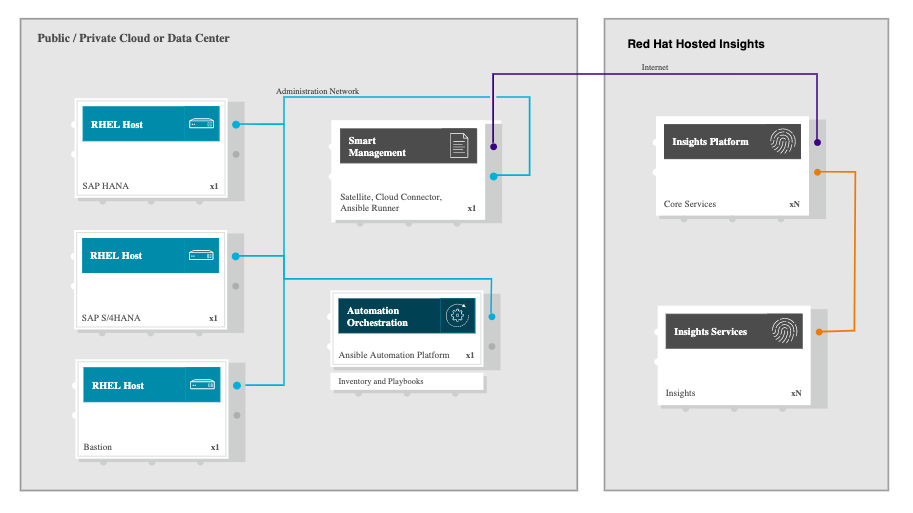 Public / Private Cloud or Data Center
Red Hat Hosted Insights
Internet
Administration Network
RHEL Host
SAP HANA
x1
Smart
Management
Satellite, Cloud Connector,
Ansible Runner
x1
Insights Platform
Core Services
xN
RHEL Host
SAP S/4HANA
x1
Automation
Orchestration
Ansible Automation Platform
x1
Inventory and Playbooks
Insights Services
Insights
xN
RHEL Host
Bastion
x1